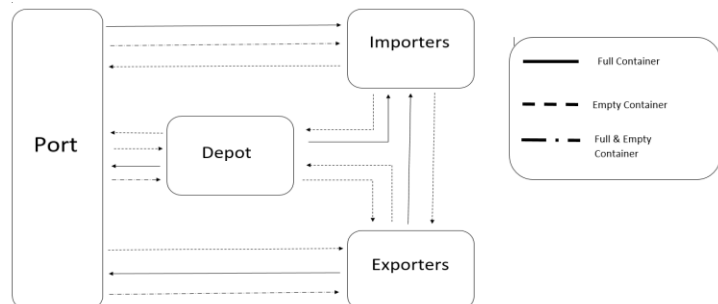 Port
Importers
Depot
Exporters
Full Container
Empty Container
Full & Empty
Container